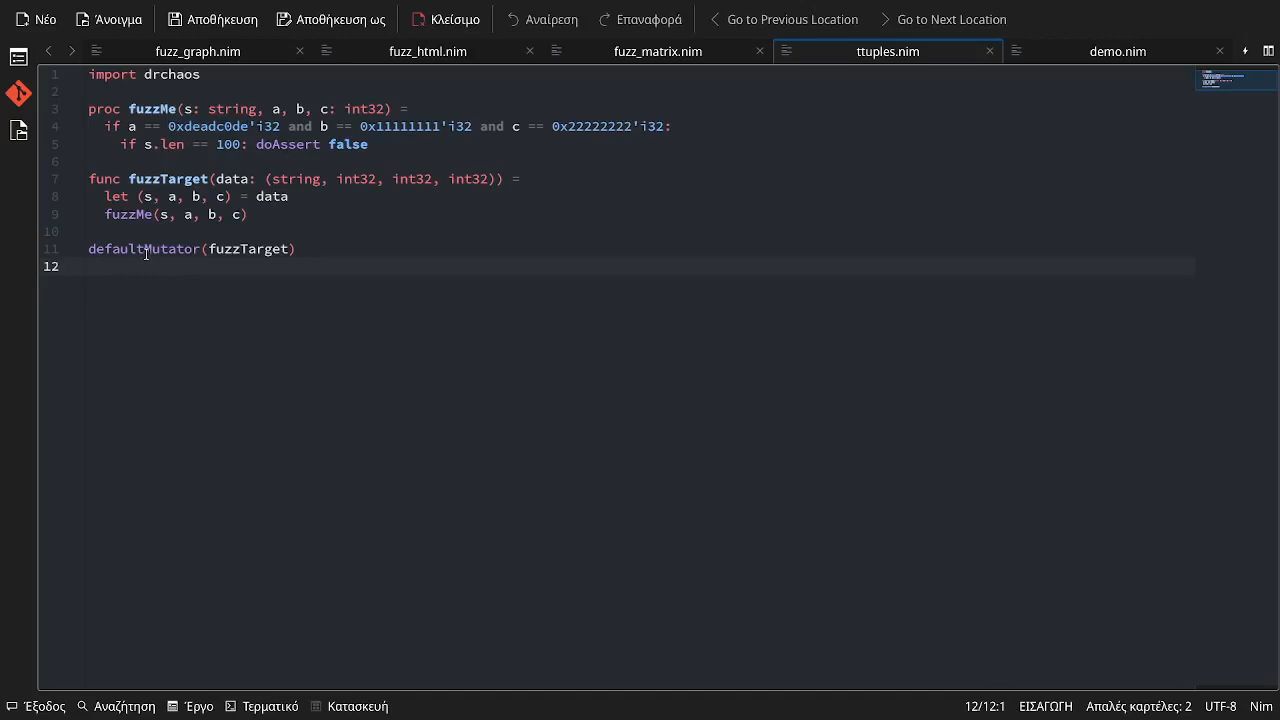 Νέο Άνοιγμα Αποθήκευση Αποθήκευση ως Κλείσιμο Αναίρεση Επαναφορά Go to Previous Location Go to Next Location
fuzz_graph.nim fuzz_html.nim fuzz_matrix.nim ttuples.nim demo.nim
1 import drchaos
2
3 proc fuzzMe(s: string, a, b, c: int32) =
4 if a == 0xdeadc0de'i32 and b == 0x11111111'i32 and c == 0x22222222'i32:
5 if s.len == 100: doAssert false
6
7 func fuzzTarget(data: (string, int32, int32, int32)) =
8 let (s, a, b, c) = data
9 fuzzMe(s, a, b, c)
10
11 defaultMutator(fuzzTarget)
12
Έξοδος Αναζήτηση Έργο Τερματικό Κατασκευή 12/12:1 ΕΙΣΑΓΩΓΗ Απαλές καρτέλες: 2 UTF-8 Nim